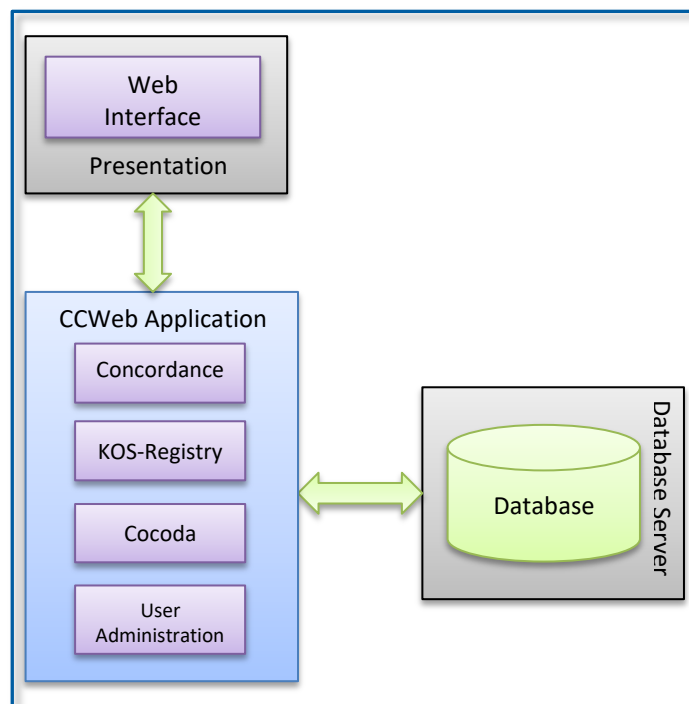 Web
Interface
Presentation
CCWeb Application
Concordance
KOS-Registry
Cocoda
User
Administration
Database
Database Server